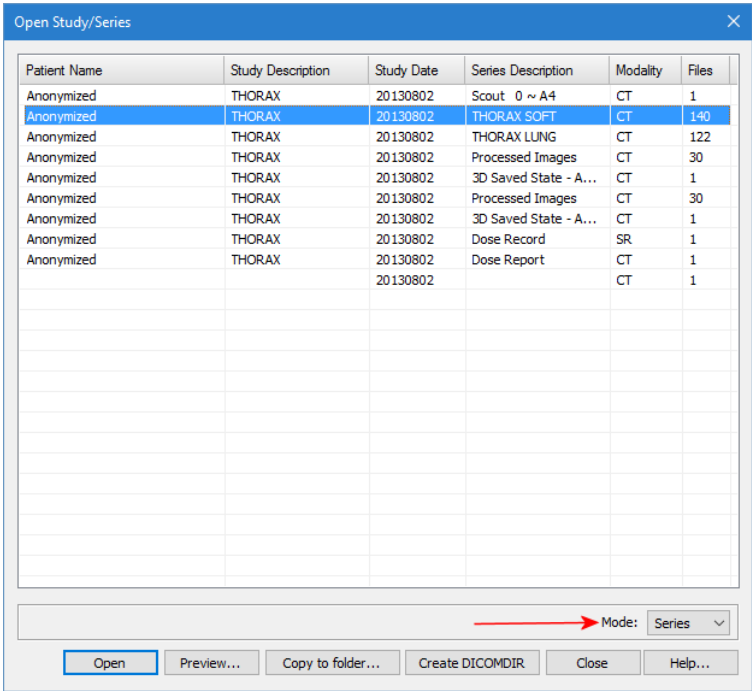 Open Study/Series
Patient Name Study Description Study Date Series Description Modality Files
Anonymized THORAX 20130802 Scout 0 ~ A4 CT 1
Anonymized THORAX 20130802 THORAX SOFT CT 140
Anonymized THORAX 20130802 THORAX LUNG CT 122
Anonymized THORAX 20130802 Processed Images CT 30
Anonymized THORAX 20130802 3D Saved State - A... CT 1
Anonymized THORAX 20130802 Processed Images CT 30
Anonymized THORAX 20130802 3D Saved State - A... CT 1
Anonymized THORAX 20130802 Dose Record SR 1
Anonymized THORAX 20130802 Dose Report CT 1
20130802 CT 1
Mode: Series
Open Preview... Copy to folder... Create DICOMDIR Close Help...